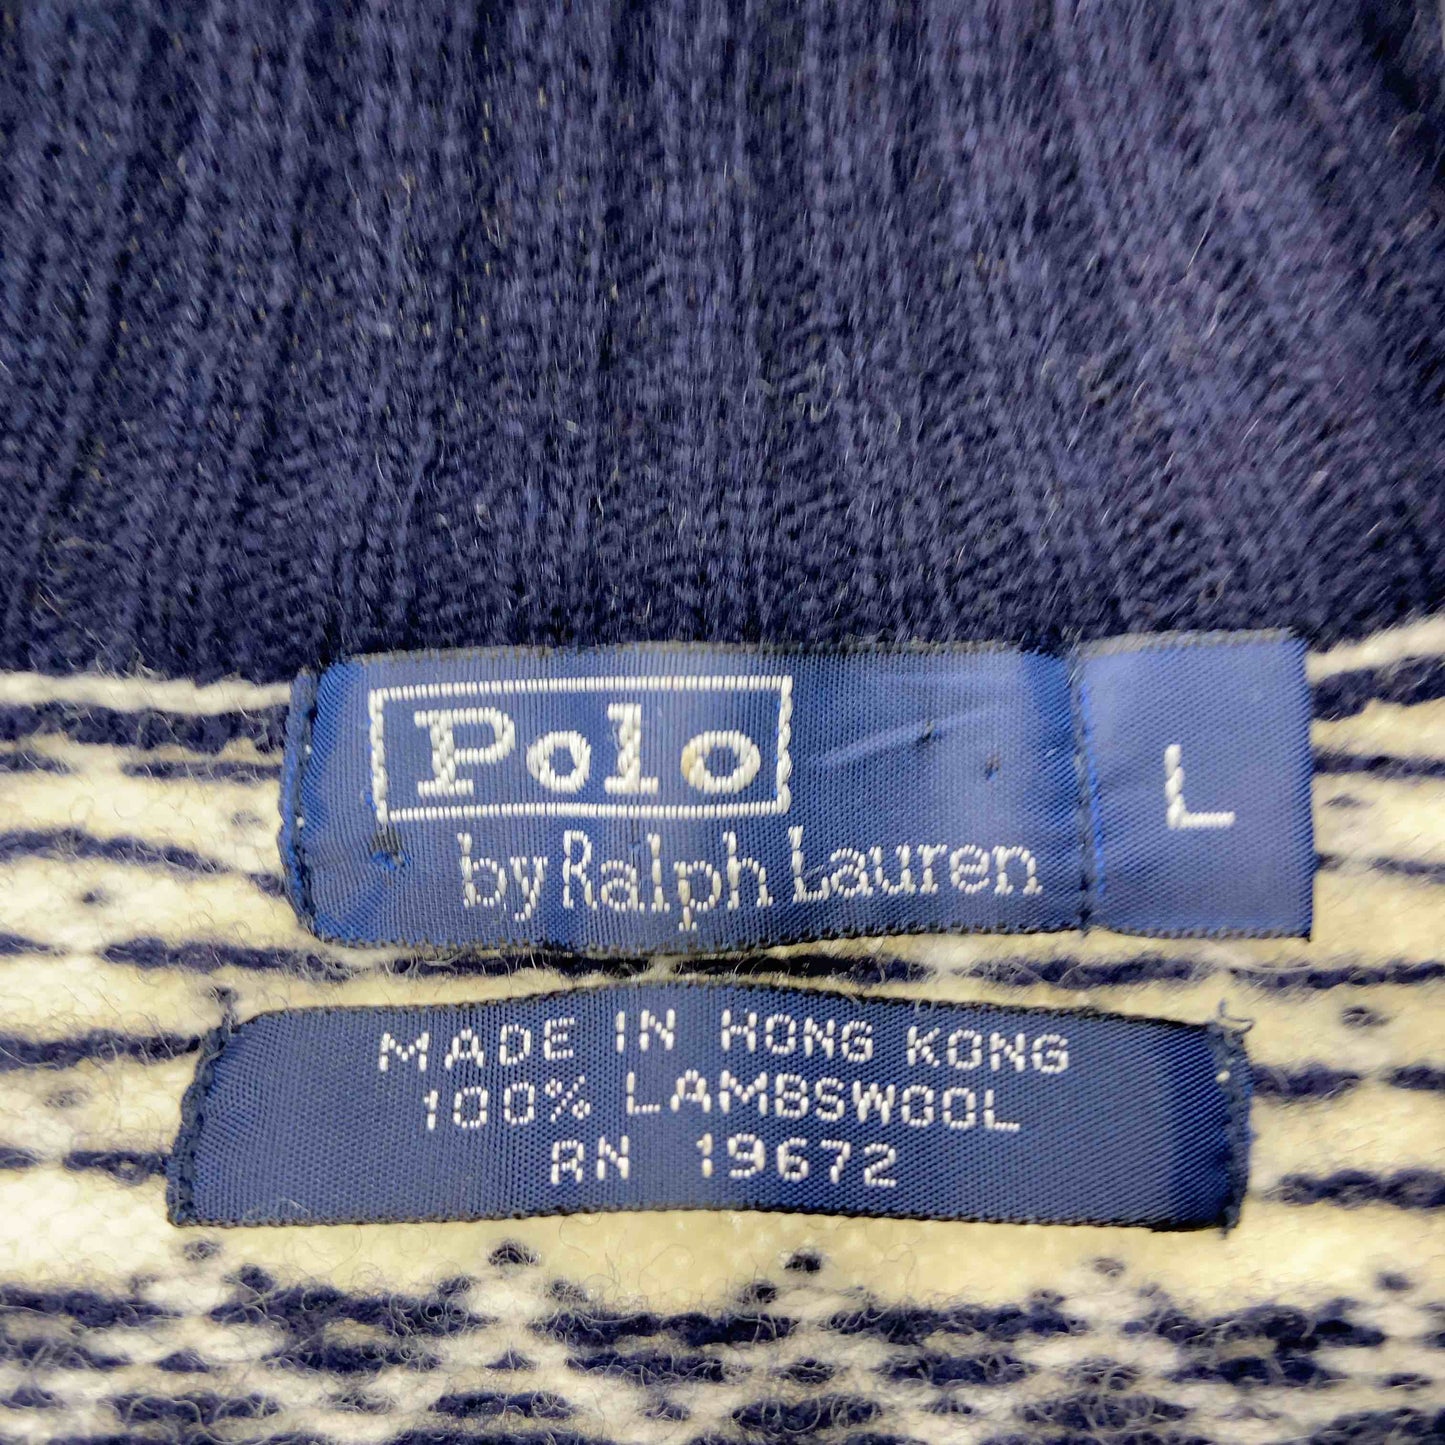 Polo
by Ralph Lauren
L
MADE IN HONG KONG
100% LAMBSWOOL
RN 19672